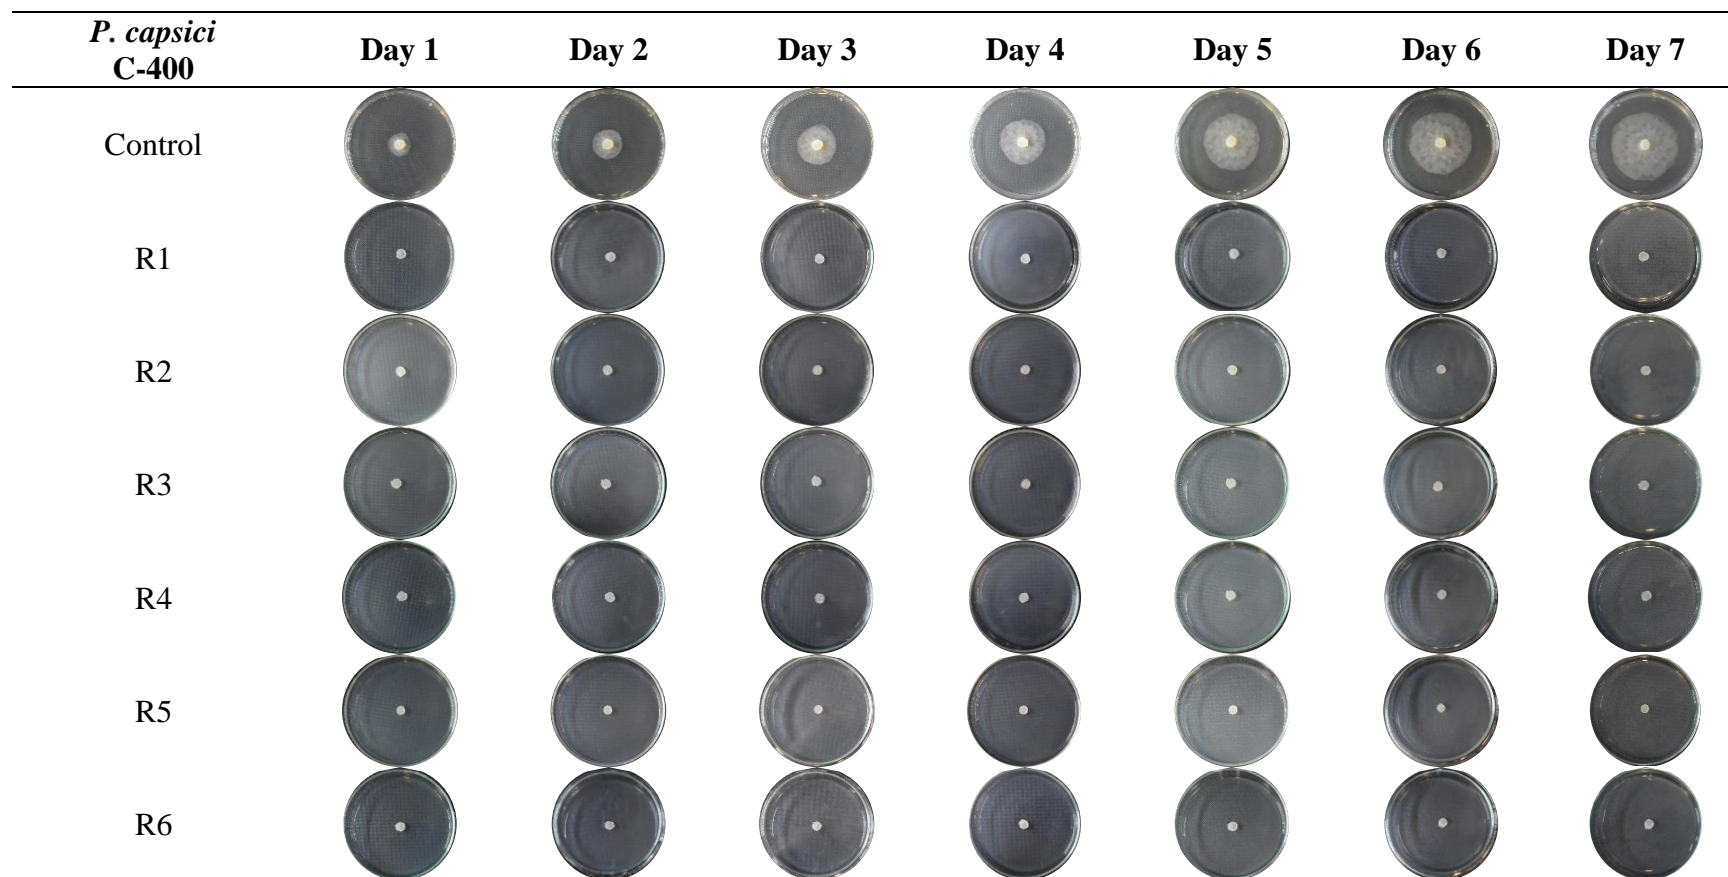 P. capsici
C-400
Day 1 Day 2 Day 3 Day 4 Day 5 Day 6 Day 7
Control
R1
R2
R3
R4
R5
R6